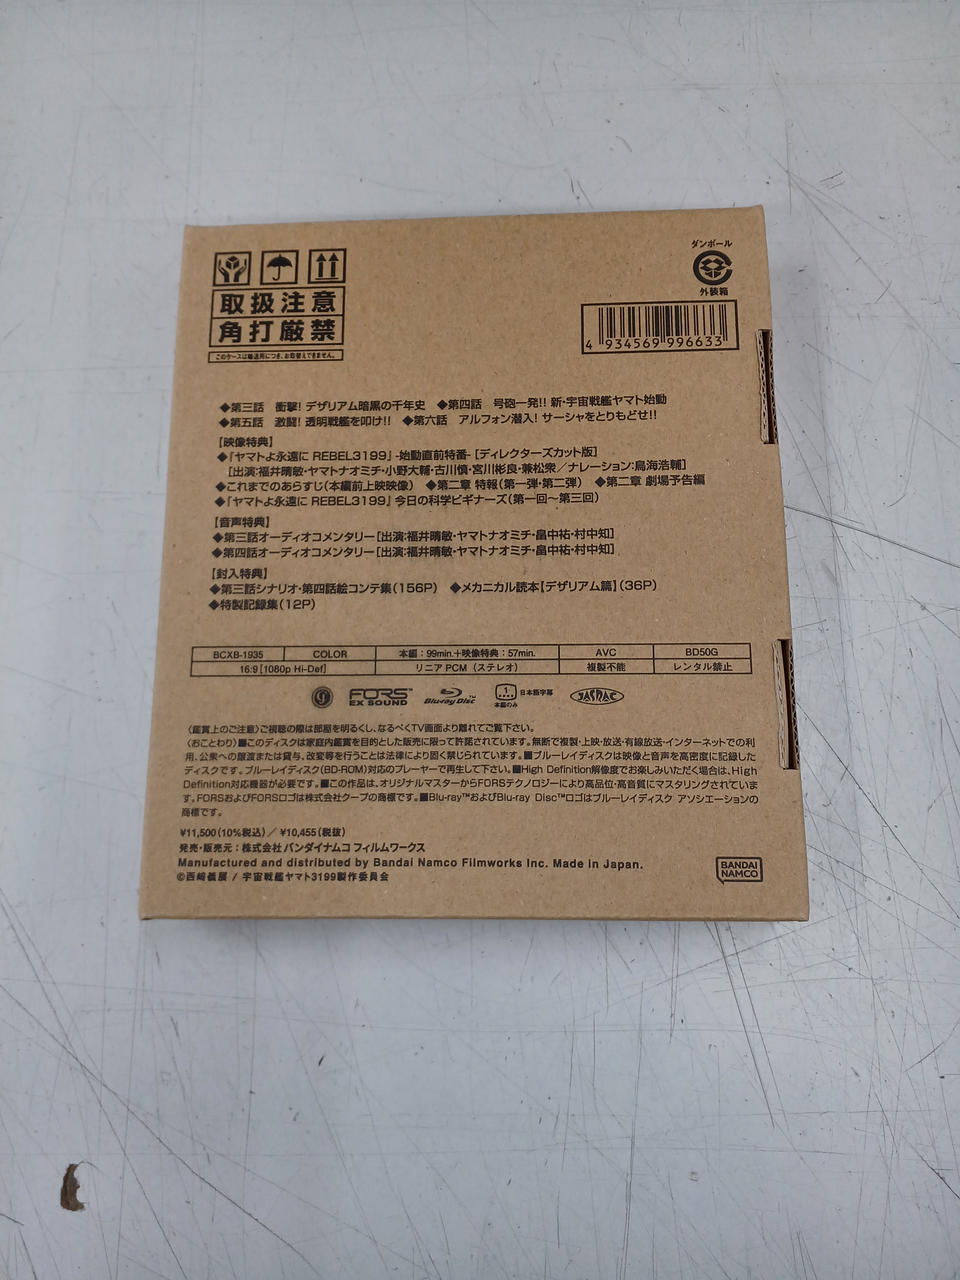 取扱注意
角打厳禁
このケースは輸送用につき、お取替えできません。
ダンボール
外装箱
4 934569 996633
◆第三話 衝撃! デザリアム暗黒の千年史 ◆第四話 号砲一発!! 新・宇宙戦艦ヤマト始動
◆第五話 激闘! 透明戦艦を叩け!! ◆第六話 アルフォン潜入! サーシャをとりもどせ!!
【映像特典】
◆『ヤマトよ永遠に REBEL3199』-始動直前特番- [ディレクターズカット版]
[出演:福井晴敏・ヤマトナオミチ・小野大輔・古川慎・宮川彬良・兼松衆/ナレーション:鳥海浩輔]
◆これまでのあらすじ(本編前上映映像) ◆第二章 特報(第一弾・第二弾) ◆第二章 劇場予告編
◆『ヤマトよ永遠に REBEL3199』今日の科学ビギナーズ(第一回〜第三回)
【音声特典】
◆第三話オーディオコメンタリー[出演:福井晴敏・ヤマトナオミチ・畠中祐・村中知]
◆第四話オーディオコメンタリー[出演:福井晴敏・ヤマトナオミチ・畠中祐・村中知]
【封入特典】
◆第三話シナリオ・第四話絵コンテ集(156P) ◆メカニカル読本【デザリアム篇】(36P)
◆特製記録集(12P)
BCXB-1935 COLOR 本編:99min.+映像特典:57min. AVC BD50G
16:9[1080p Hi-Def] リニアPCM(ステレオ) 複製不能 レンタル禁止
FORS EX SOUND Blu-ray Disc™ 1 日本語字幕 本編のみ JASRAC
〈鑑賞上のご注意〉ご視聴の際は部屋を明るくし、なるべくTV画面より離れてご覧下さい。
〈おことわり〉■このディスクは家庭内鑑賞を目的とした販売に限って許諾されています。無断で複製・上映・放送・有線放送・インターネットでの利
用、公衆への譲渡または貸与、改変等を行うことは法律により固く禁じられています。■ブルーレイディスクは映像と音声を高密度に記録した
ディスクです。ブルーレイディスク(BD-ROM)対応のプレーヤーで再生して下さい。■High Definition解像度でお楽しみいただく場合は、High
Definition対応機器が必要です。■この作品は、オリジナルマスターからFORSテクノロジーにより高品位・高音質にマスタリングされていま
す。FORSおよびFORSロゴは株式会社クープの商標です。■Blu-ray™およびBlu-ray Disc™ロゴはブルーレイディスク アソシエーションの
商標です。
¥11,500(10%税込)/¥10,455(税抜)
発売・販売元:株式会社 バンダイナムコ フィルムワークス
Manufactured and distributed by Bandai Namco Filmworks Inc. Made in Japan.
©西﨑義展/宇宙戦艦ヤマト3199製作委員会
BANDAI
NAMCO